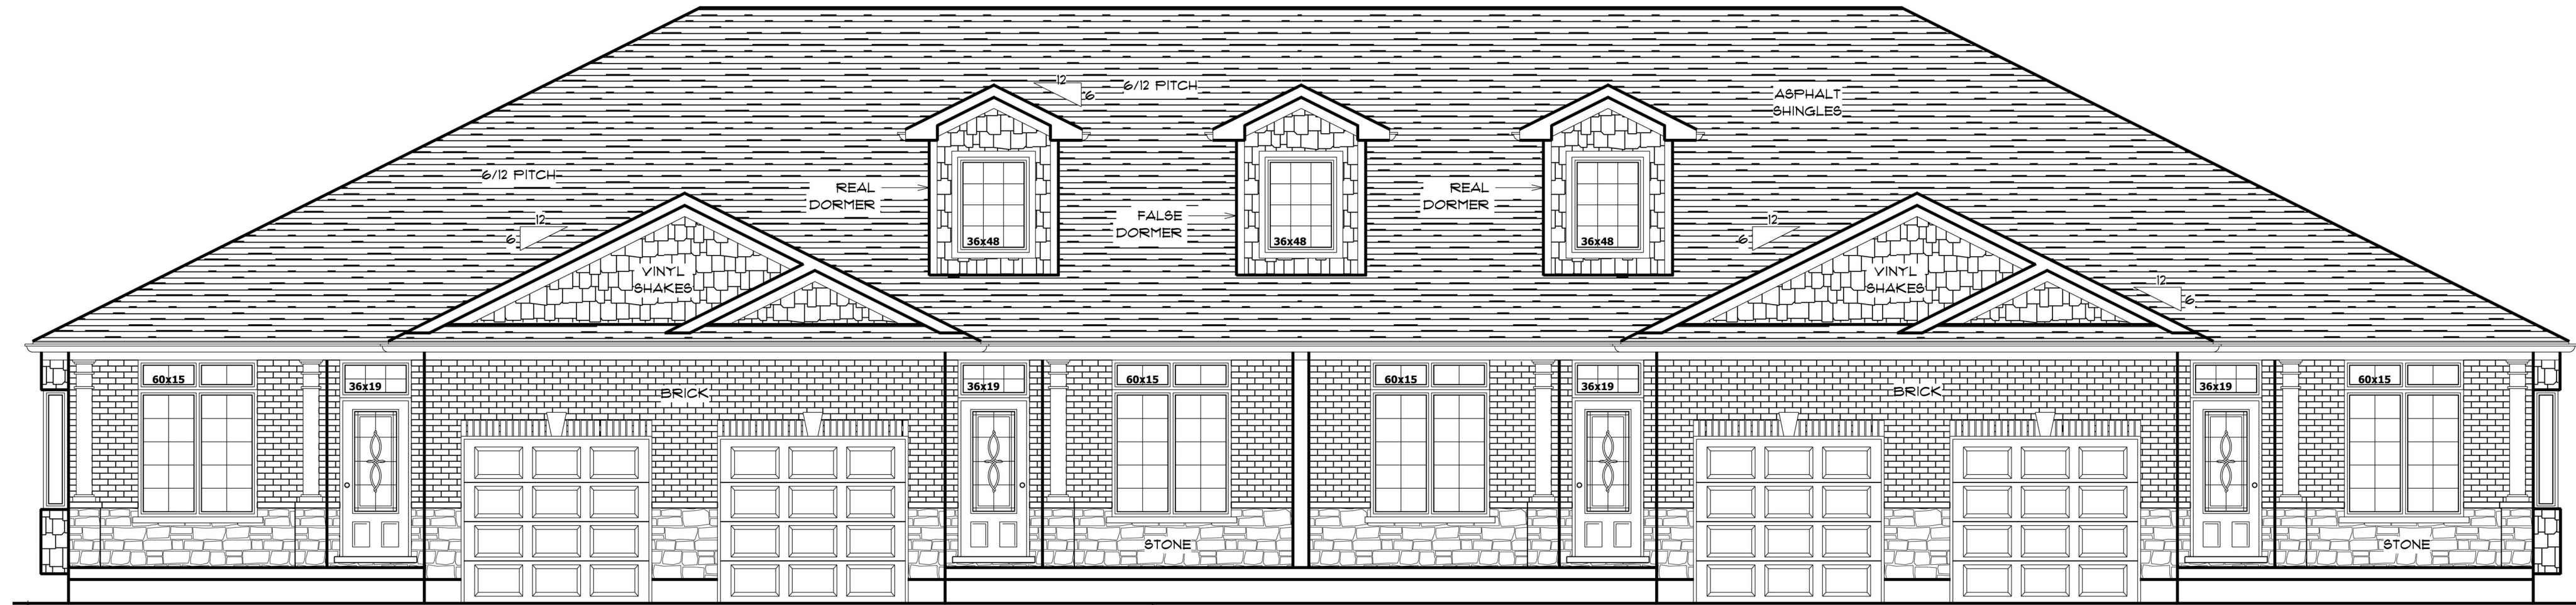 12
6
6/12 PITCH
ASPHALT
SHINGLES
6/12 PITCH
REAL
DORMER
REAL
DORMER
FALSE
DORMER
12
6
12
6
36x48
36x48
36x48
VINYL
SHAKES
VINYL
SHAKES
12
6
60x15
36x19
36x19
60x15
60x15
36x19
36x19
60x15
BRICK
BRICK
STONE
STONE